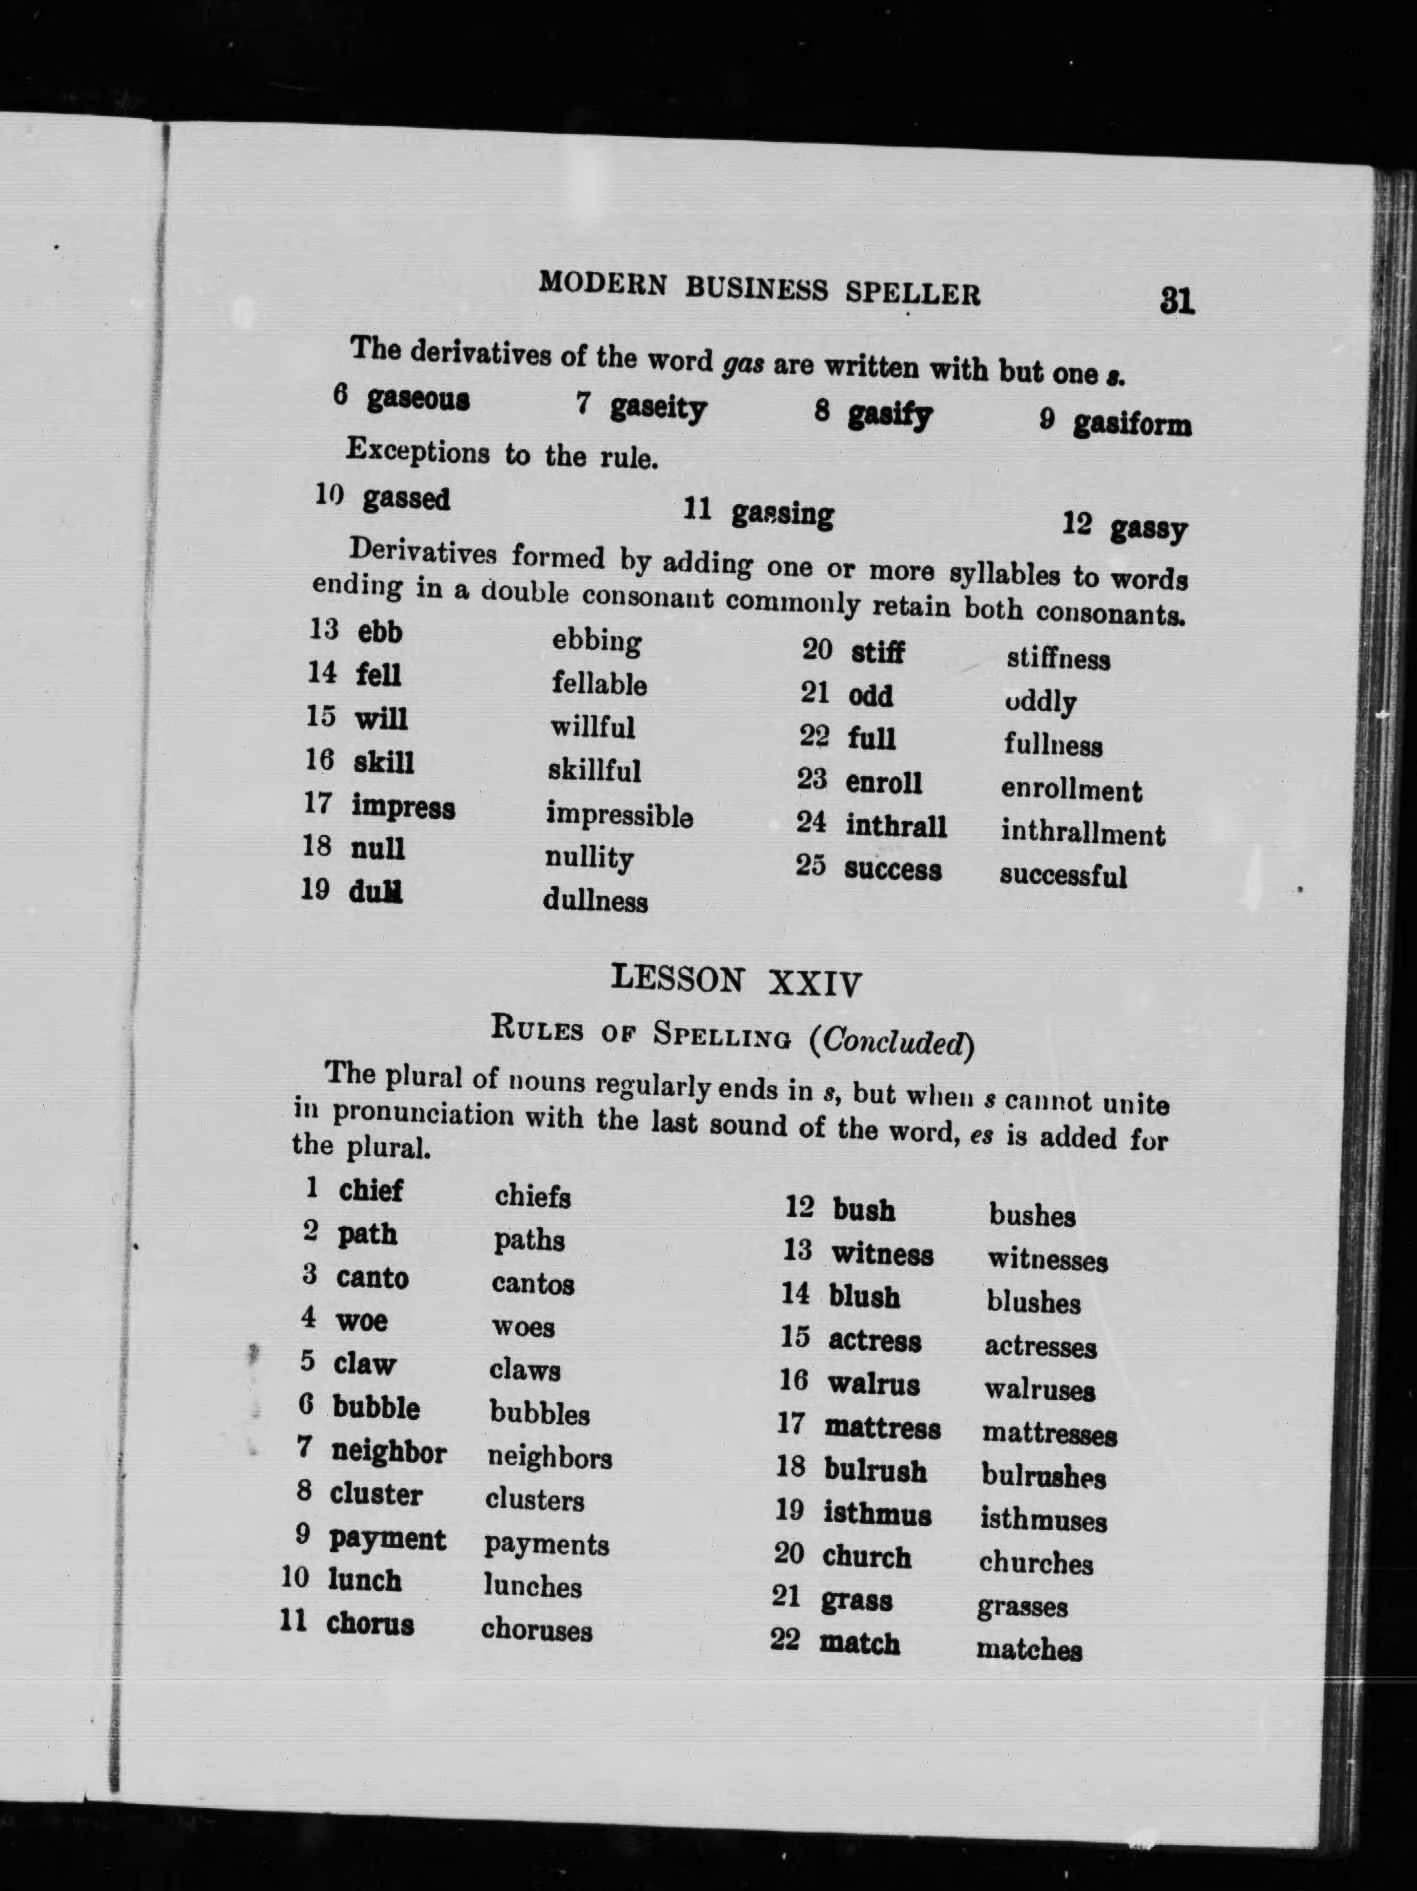 MODERN BUSINESS SPELLER 31
The derivatives of the word gas are written with but one s.
6 gaseous 7 gaseity 8 gasify 9 gasiform
Exceptions to the rule.
10 gassed 11 gassing 12 gassy
Derivatives formed by adding one or more syllables to words
ending in a double consonant commonly retain both consonants.
13 ebb ebbing 20 stiff stiffness
14 fell fellable 21 odd oddly
15 will willful 22 full fullness
16 skill skillful 23 enroll enrollment
17 impress impressible 24 inthrall inthrallment
18 null nullity 25 success successful
19 dull dullness
LESSON XXIV
RULES OF SPELLING (Concluded)
The plural of nouns regularly ends in s, but when s cannot unite
in pronunciation with the last sound of the word, es is added for
the plural.
1 chief chiefs 12 bush bushes
2 path paths 13 witness witnesses
3 canto cantos 14 blush blushes
4 woe woes 15 actress actresses
5 claw claws 16 walrus walruses
6 bubble bubbles 17 mattress mattresses
7 neighbor neighbors 18 bulrush bulrushes
8 cluster clusters 19 isthmus isthmuses
9 payment payments 20 church churches
10 lunch lunches 21 grass grasses
11 chorus choruses 22 match matches